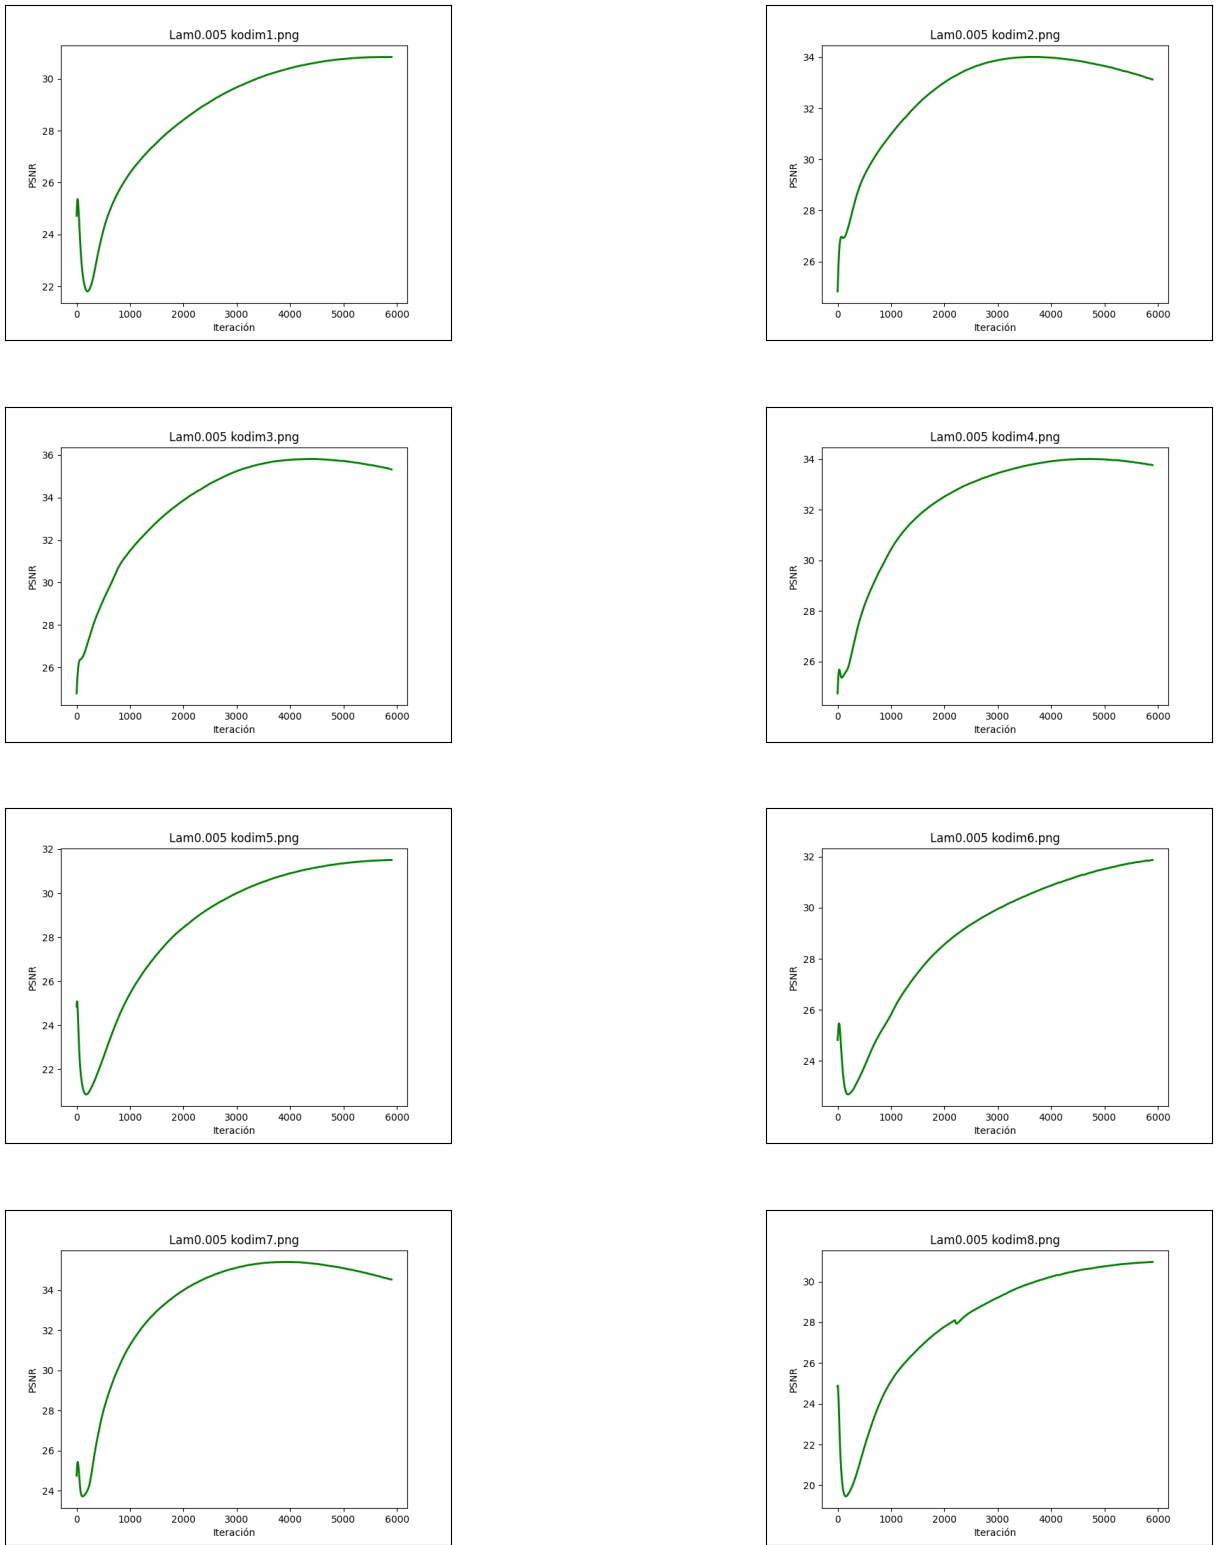 Lam0.005 kodim1.png
30
28
26
24
22
PSNR
0 1000 2000 3000 4000 5000 6000
Iteración
Lam0.005 kodim2.png
34
32
30
28
26
PSNR
0 1000 2000 3000 4000 5000 6000
Iteración
Lam0.005 kodim3.png
36
34
32
30
28
26
PSNR
0 1000 2000 3000 4000 5000 6000
Iteración
Lam0.005 kodim4.png
34
32
30
28
26
PSNR
0 1000 2000 3000 4000 5000 6000
Iteración
Lam0.005 kodim5.png
32
30
28
26
24
22
PSNR
0 1000 2000 3000 4000 5000 6000
Iteración
Lam0.005 kodim6.png
32
30
28
26
24
PSNR
0 1000 2000 3000 4000 5000 6000
Iteración
Lam0.005 kodim7.png
34
32
30
28
26
24
PSNR
0 1000 2000 3000 4000 5000 6000
Iteración
Lam0.005 kodim8.png
30
28
26
24
22
20
PSNR
0 1000 2000 3000 4000 5000 6000
Iteración